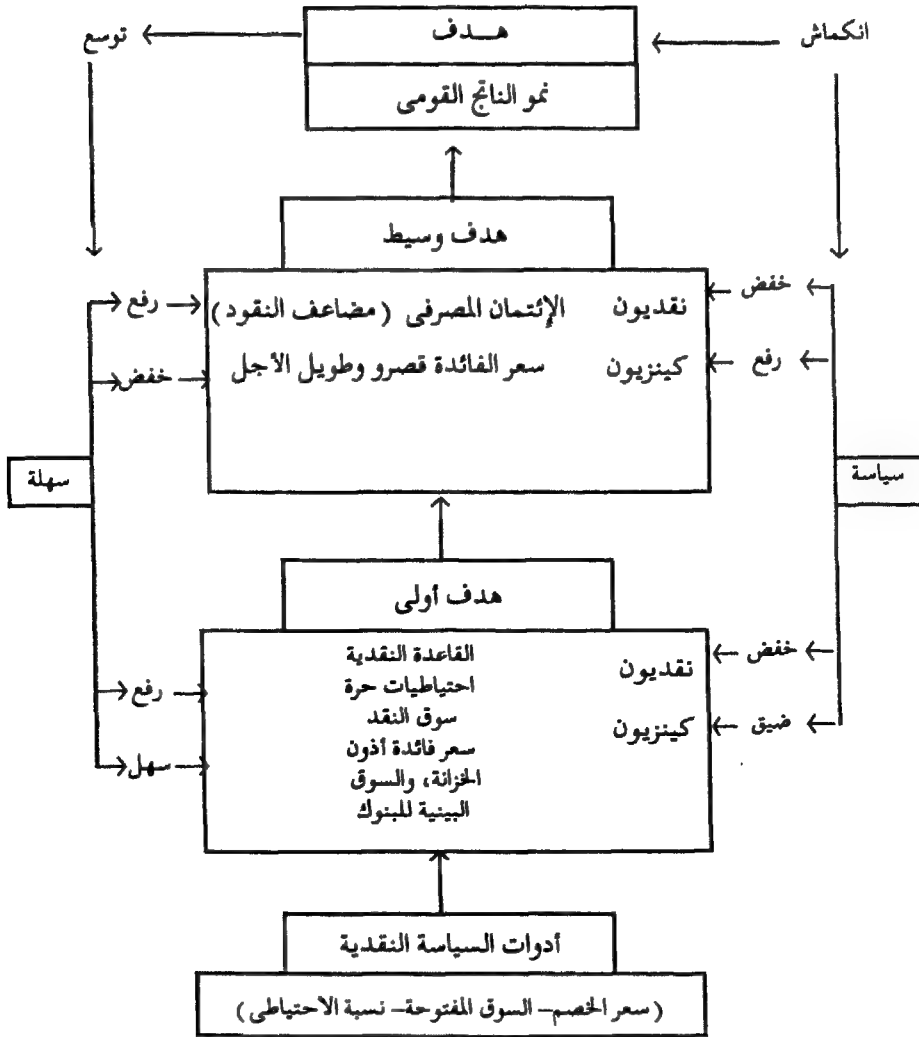 انكماش
هـــدف
توسع
نمو الناتج القومى
هدف وسيط
خفض
نقديون
الإئتمان المصرفى (مضاعف النقود)
رفع
رفع
كينزيون
سعر الفائدة قصرو وطويل الأجل
خفض
سياسة
سهلة
هدف أولى
خفض
نقديون
القاعدة النقدية
احتياطيات حرة
رفع
ضيق
كينزيون
سوق النقد
سعر فائدة أذون
سهل
الخزانة، والسوق
البينية للبنوك
أدوات السياسة النقدية
(سعر الخصم– السوق المفتوحة– نسبة الاحتياطى)